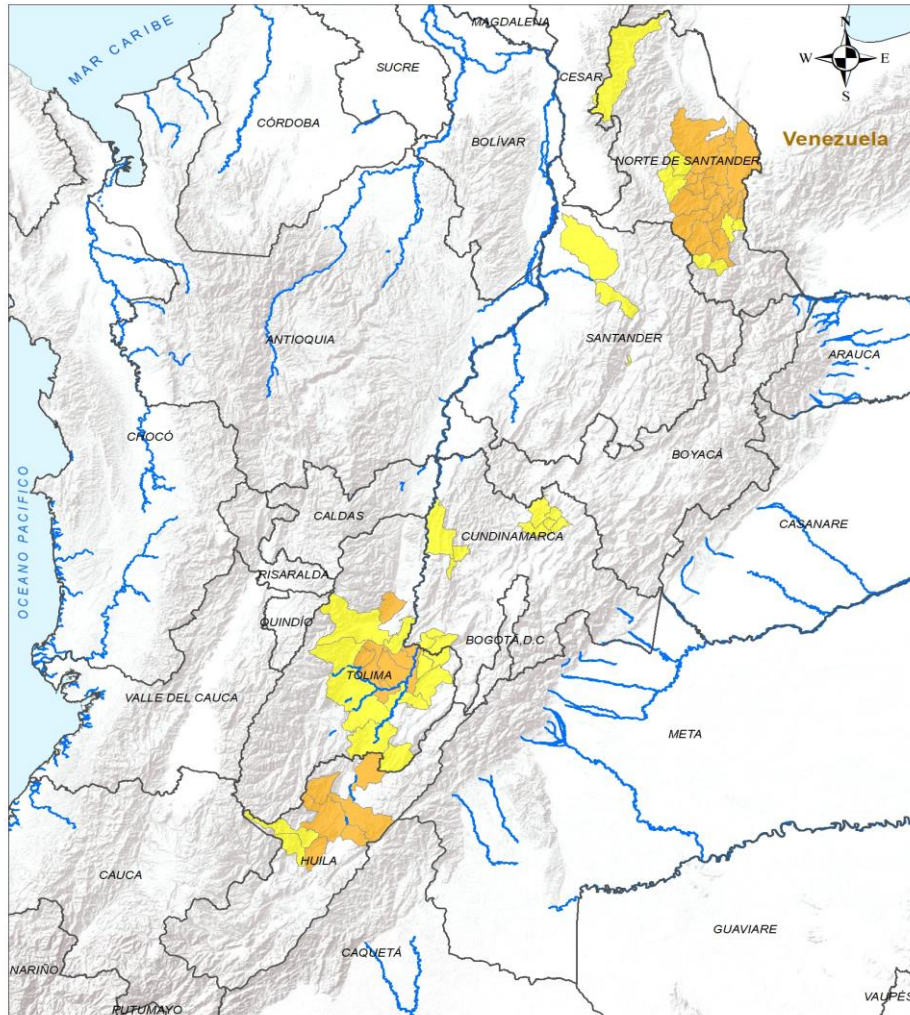 MAGDALENA
MAR CARIBE
N
W E
S
SUCRE
CESAR
CÓRDOBA
BOLÍVAR
Venezuela
NORTE DE SANTANDER
ANTIOQUIA
SANTANDER
ARAUCA
CHOCÓ
BOYACÁ
OCEANO PACIFICO
CALDAS
CUNDINAMARCA
CASANARE
RISARALDA
QUINDÍO
BOGOTÁ, D.C
TOLIMA
VALLE DEL CAUCA
META
HUILA
CAUCA
CAQUETÁ
GUAVIARE
NARIÑO
PUTUMAYO
VAUPÉS